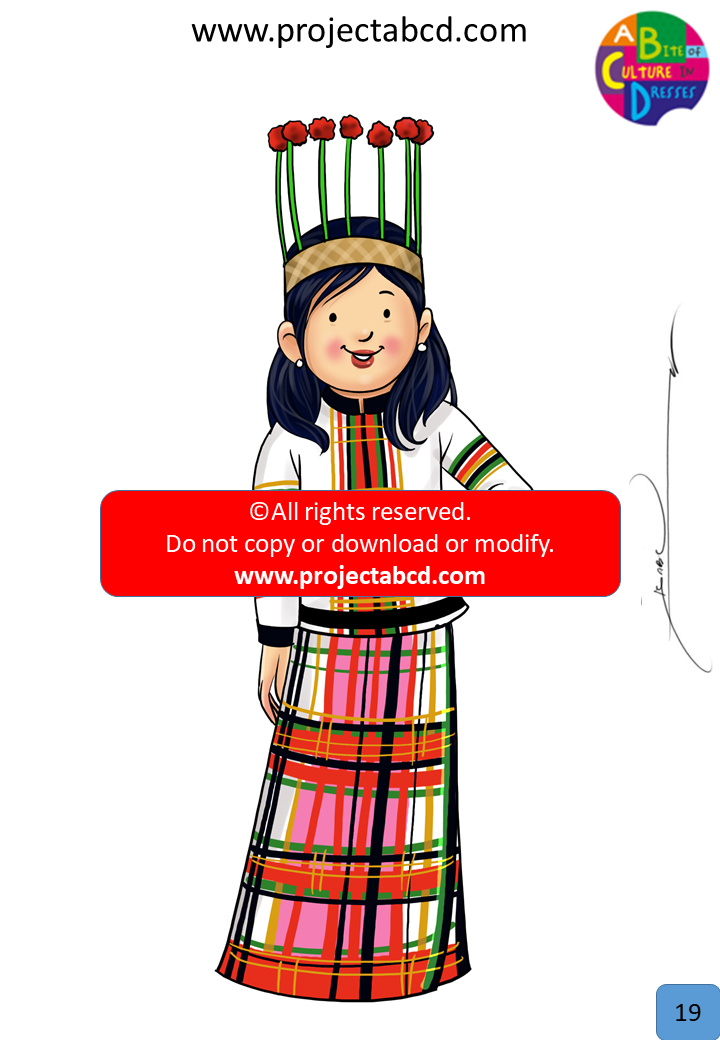 www.projectabcd.com
A BITE OF
CULTURE IN
DRESSES
©All rights reserved.
Do not copy or download or modify.
www.projectabcd.com
19